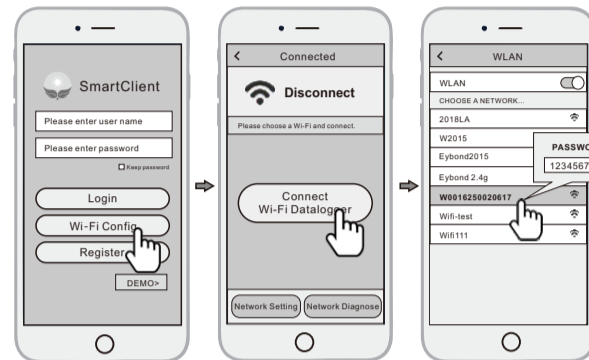 SmartClient
Please enter user name
Please enter password
Keep password
Login
Wi-Fi Config
Register
DEMO>
Connected
Disconnect
Please choose a Wi-Fi and connect.
Connect
Wi-Fi Datalogger
Network Setting
Network Diagnose
WLAN
WLAN
CHOOSE A NETWORK...
2018LA
W2015
Eybond2015
Eybond 2.4g
W0016250020617
Wifi-test
Wifi111
PASSWO
1234567